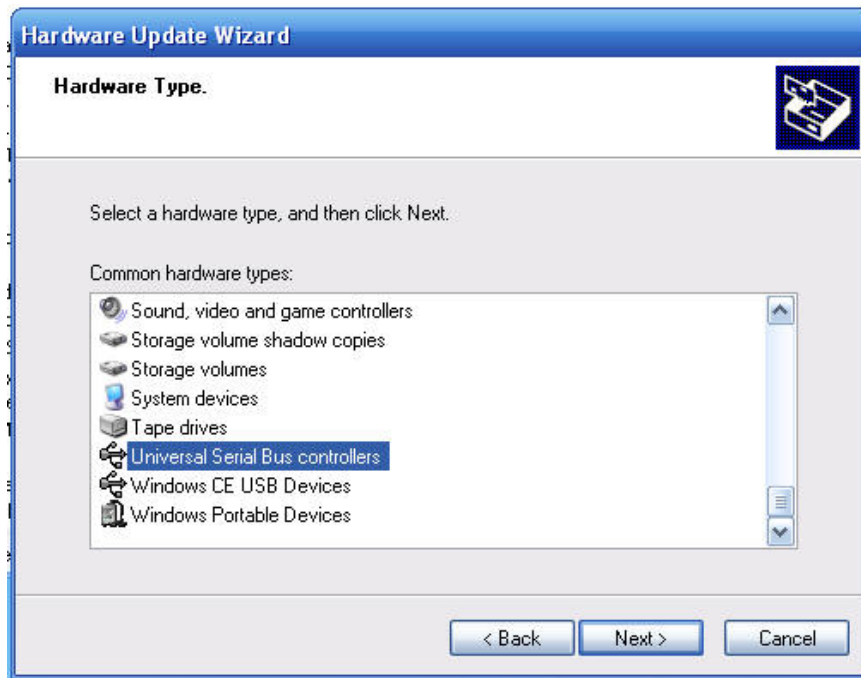 Hardware Update Wizard
Hardware Type.
Select a hardware type, and then click Next.
Common hardware types:
Sound, video and game controllers
Storage volume shadow copies
Storage volumes
System devices
Tape drives
Universal Serial Bus controllers
Windows CE USB Devices
Windows Portable Devices
< Back Next > Cancel